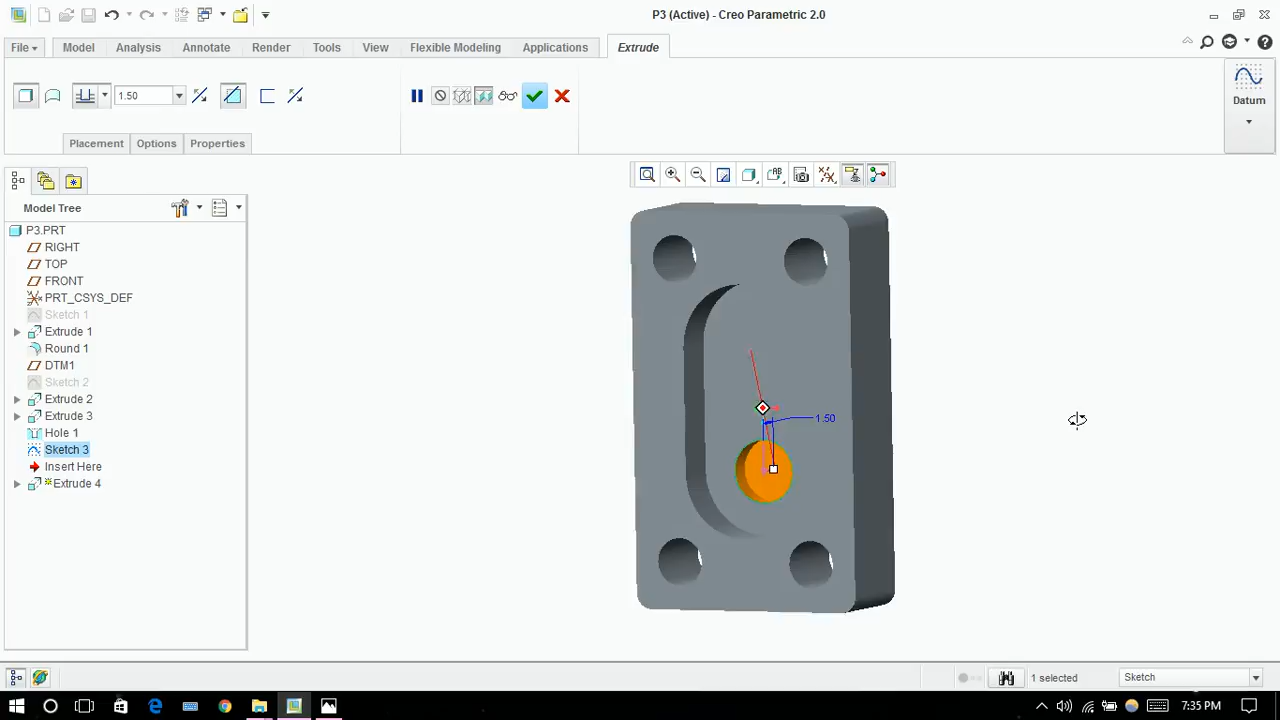 P3 (Active) - Creo Parametric 2.0
File
Model
Analysis
Annotate
Render
Tools
View
Flexible Modeling
Applications
Extrude
1.50
Datum
Placement
Options
Properties
Model Tree
P3.PRT
RIGHT
TOP
FRONT
PRT_CSYS_DEF
Sketch 1
Extrude 1
Round 1
DTM1
Sketch 2
Extrude 2
Extrude 3
Hole 1
Sketch 3
Insert Here
Extrude 4
1.50
1 selected
Sketch
7:35 PM